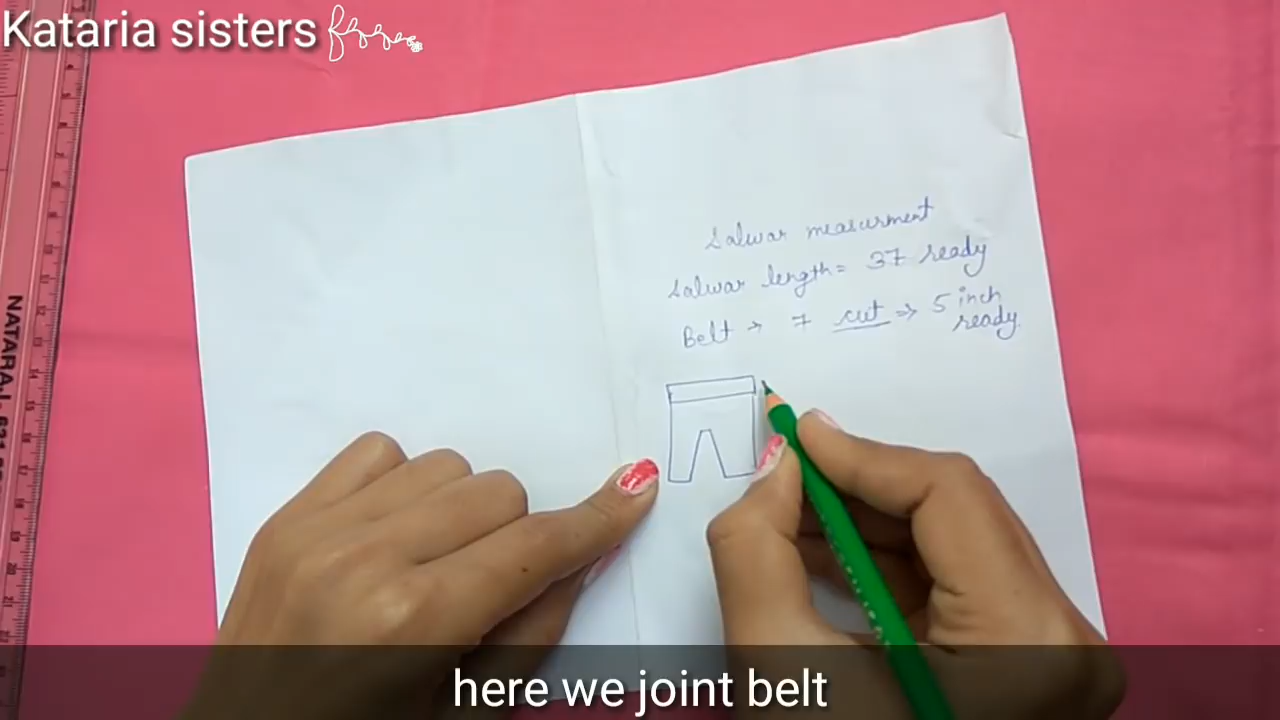 Kataria sisters
Salwar measurment
Salwar length = 37 ready
Belt → 7 cut => 5 inch
ready
NATARAJ
here we joint belt